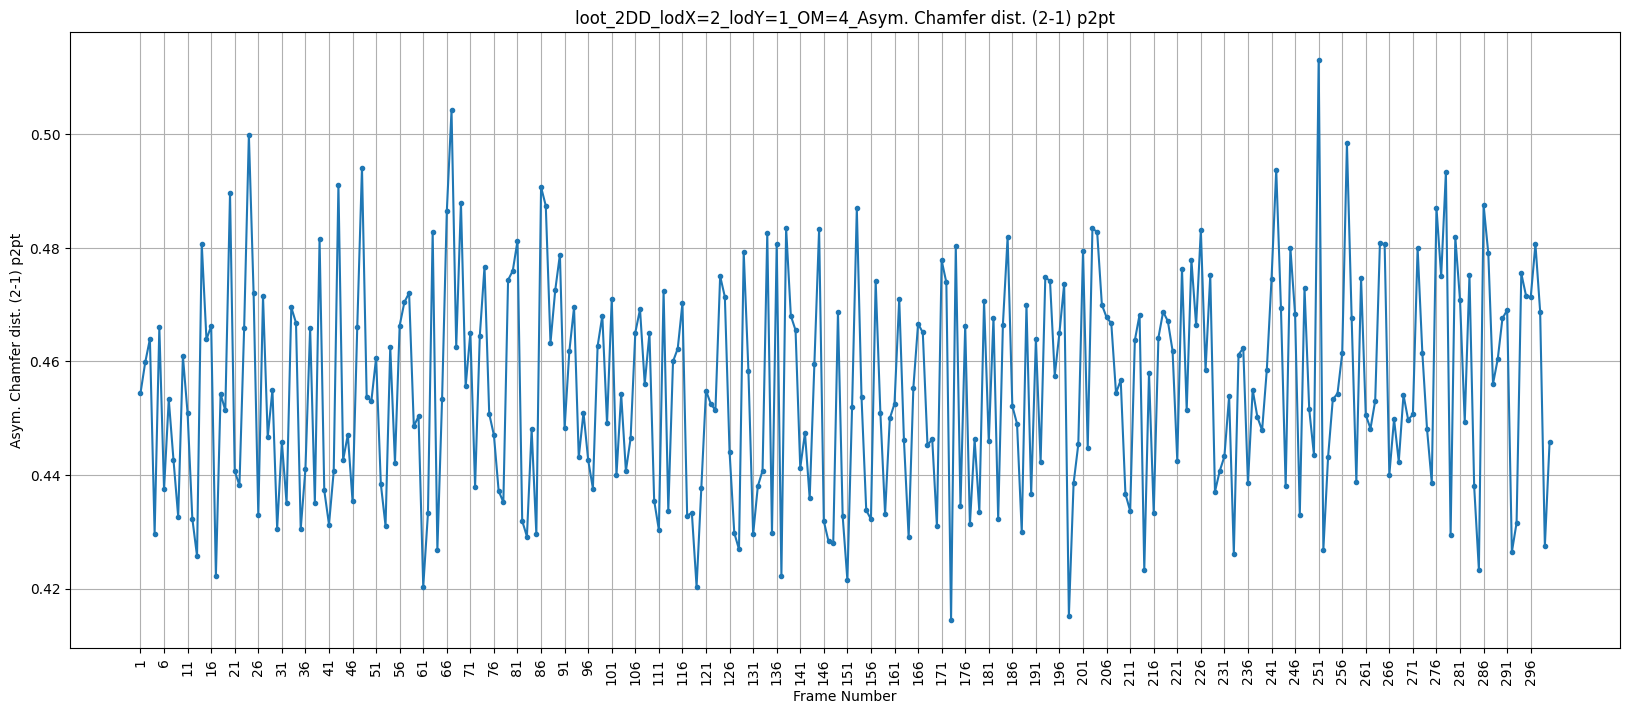 loot_2DD_lodX=2_lodY=1_OM=4_Asym. Chamfer dist. (2-1) p2pt
Asym. Chamfer dist. (2-1) p2pt
0.50
0.48
0.46
0.44
0.42
1 6 11 16 21 26 31 36 41 46 51 56 61 66 71 76 81 86 91 96 101 106 111 116 121 126 131 136 141 146 151 156 161 166 171 176 181 186 191 196 201 206 211 216 221 226 231 236 241 246 251 256 261 266 271 276 281 286 291 296
Frame Number